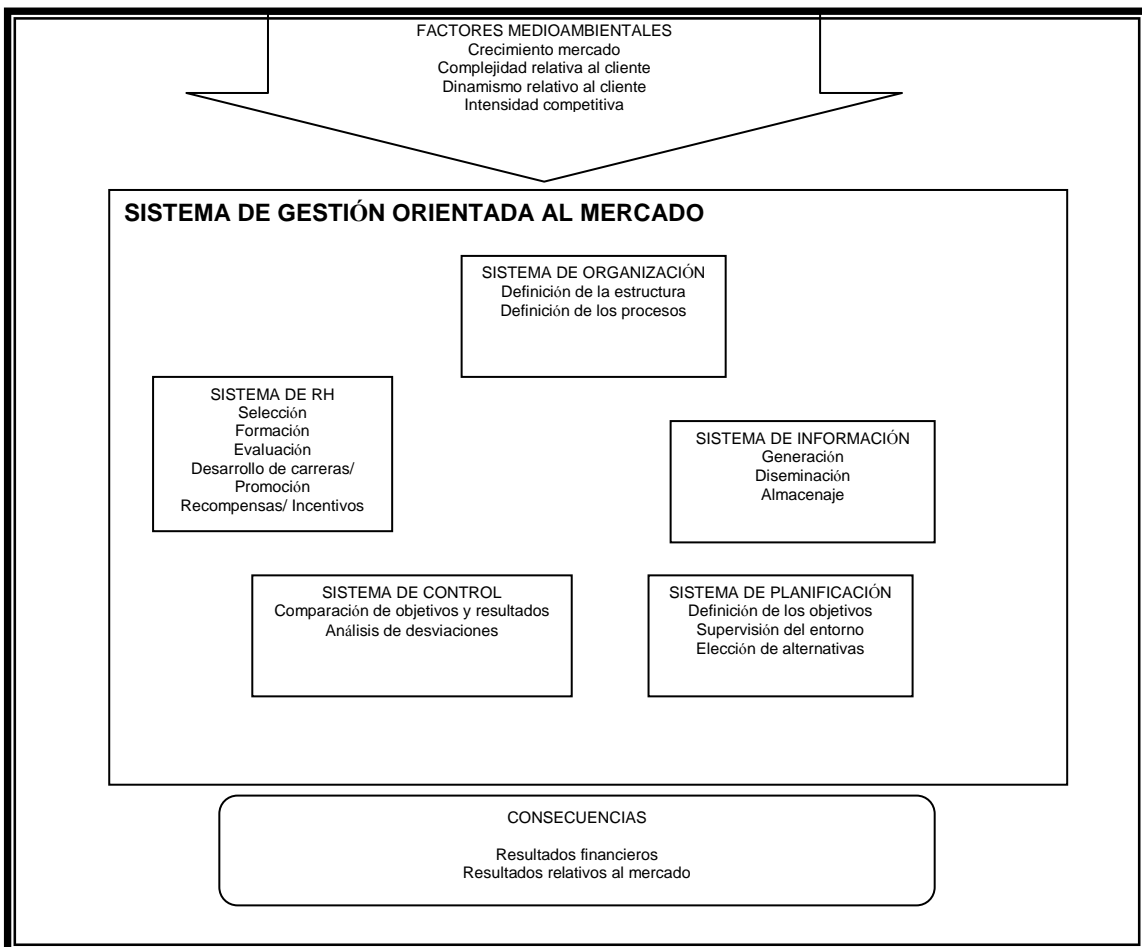 FACTORES MEDIOAMBIENTALES
Crecimiento mercado
Complejidad relativa al cliente
Dinamismo relativo al cliente
Intensidad competitiva
SISTEMA DE GESTIÓN ORIENTADA AL MERCADO
SISTEMA DE ORGANIZACIÓN
Definición de la estructura
Definición de los procesos
SISTEMA DE RH
Selección
Formación
Evaluación
Desarrollo de carreras/
Promoción
Recompensas/ Incentivos
SISTEMA DE INFORMACIÓN
Generación
Diseminación
Almacenaje
SISTEMA DE CONTROL
Comparación de objetivos y resultados
Análisis de desviaciones
SISTEMA DE PLANIFICACIÓN
Definición de los objetivos
Supervisión del entorno
Elección de alternativas
CONSECUENCIAS
Resultados financieros
Resultados relativos al mercado